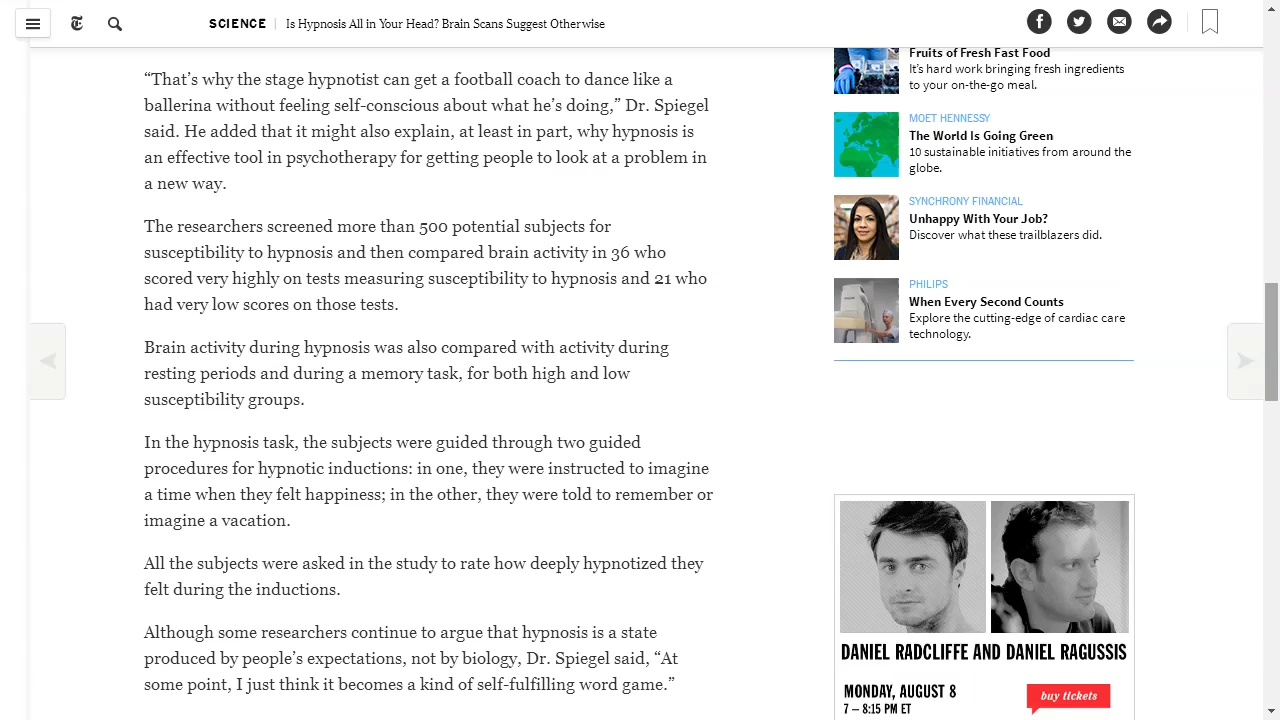 SCIENCE
Is Hypnosis All in Your Head? Brain Scans Suggest Otherwise
“That’s why the stage hypnotist can get a football coach to dance like a
ballerina without feeling self-conscious about what he’s doing,” Dr. Spiegel
said. He added that it might also explain, at least in part, why hypnosis is
an effective tool in psychotherapy for getting people to look at a problem in
a new way.
The researchers screened more than 500 potential subjects for
susceptibility to hypnosis and then compared brain activity in 36 who
scored very highly on tests measuring susceptibility to hypnosis and 21 who
had very low scores on those tests.
Brain activity during hypnosis was also compared with activity during
resting periods and during a memory task, for both high and low
susceptibility groups.
In the hypnosis task, the subjects were guided through two guided
procedures for hypnotic inductions: in one, they were instructed to imagine
a time when they felt happiness; in the other, they were told to remember or
imagine a vacation.
All the subjects were asked in the study to rate how deeply hypnotized they
felt during the inductions.
Although some researchers continue to argue that hypnosis is a state
produced by people’s expectations, not by biology, Dr. Spiegel said, “At
some point, I just think it becomes a kind of self-fulfilling word game.”
Fruits of Fresh Fast Food
It’s hard work bringing fresh ingredients
to your on-the-go meal.
MOET HENNESSY
The World Is Going Green
10 sustainable initiatives from around the
globe.
SYNCHRONY FINANCIAL
Unhappy With Your Job?
Discover what these trailblazers did.
PHILIPS
When Every Second Counts
Explore the cutting-edge of cardiac care
technology.
DANIEL RADCLIFFE AND DANIEL RAGUSSIS
MONDAY, AUGUST 8
7 – 8:15 PM ET
buy tickets